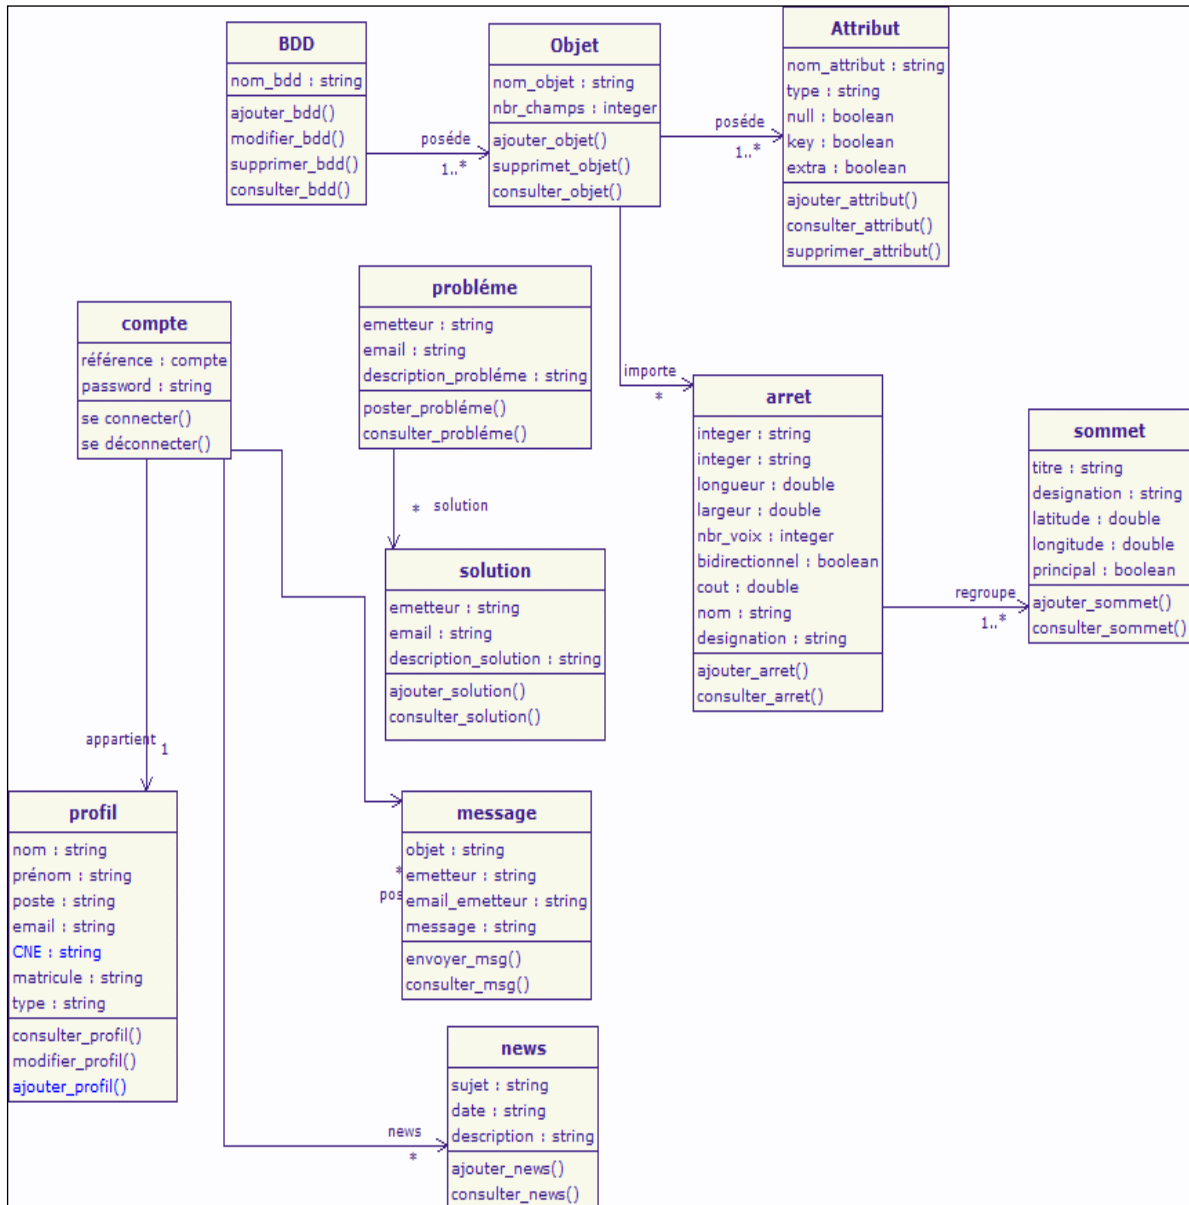 BDD
nom_bdd : string
ajouter_bdd()
modifier_bdd()
supprimer_bdd()
consulter_bdd()
poséde
1..*
Objet
nom_objet : string
nbr_champs : integer
ajouter_objet()
supprimet_objet()
consulter_objet()
poséde
1..*
Attribut
nom_attribut : string
type : string
null : boolean
key : boolean
extra : boolean
ajouter_attribut()
consulter_attribut()
supprimer_attribut()
probléme
emetteur : string
email : string
description_probléme : string
poster_probléme()
consulter_probléme()
compte
référence : compte
password : string
se connecter()
se déconnecter()
importe
*
arret
integer : string
integer : string
longueur : double
largeur : double
nbr_voix : integer
bidirectionnel : boolean
cout : double
nom : string
designation : string
ajouter_arret()
consulter_arret()
regroupe
1..*
sommet
titre : string
designation : string
latitude : double
longitude : double
principal : boolean
ajouter_sommet()
consulter_sommet()
* solution
solution
emetteur : string
email : string
description_solution : string
ajouter_solution()
consulter_solution()
appartient 1
profil
nom : string
prénom : string
poste : string
email : string
CNE : string
matricule : string
type : string
consulter_profil()
modifier_profil()
ajouter_profil()
*
pos
message
objet : string
emetteur : string
email_emetteur : string
message : string
envoyer_msg()
consulter_msg()
news
*
news
sujet : string
date : string
description : string
ajouter_news()
consulter_news()